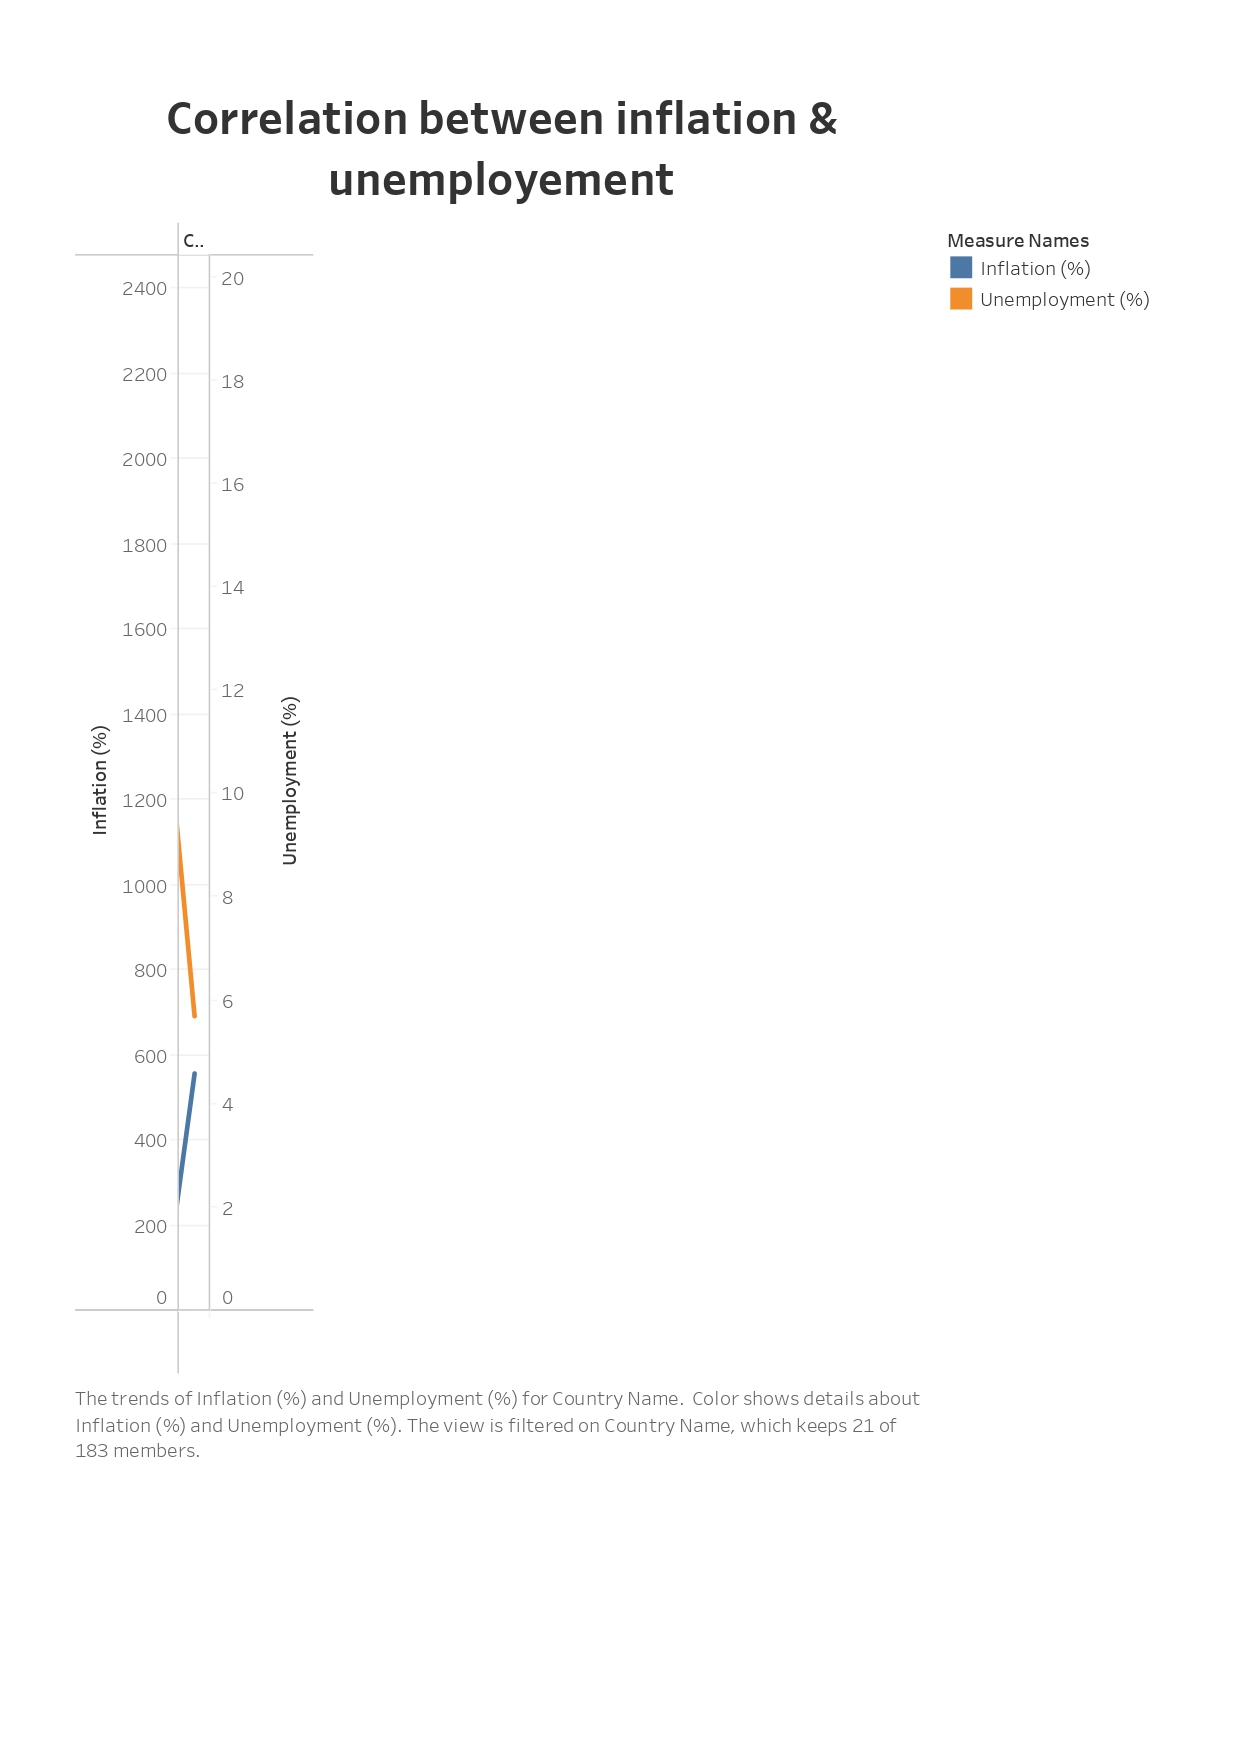 Correlation between inflation &
unemployement
C..
Measure Names
Inflation (%)
Unemployment (%)
2400
2200
2000
1800
1600
1400
1200
1000
800
600
400
200
0
Inflation (%)
20
18
16
14
12
10
8
6
4
2
0
Unemployment (%)
The trends of Inflation (%) and Unemployment (%) for Country Name.  Color shows details about
Inflation (%) and Unemployment (%). The view is filtered on Country Name, which keeps 21 of
183 members.